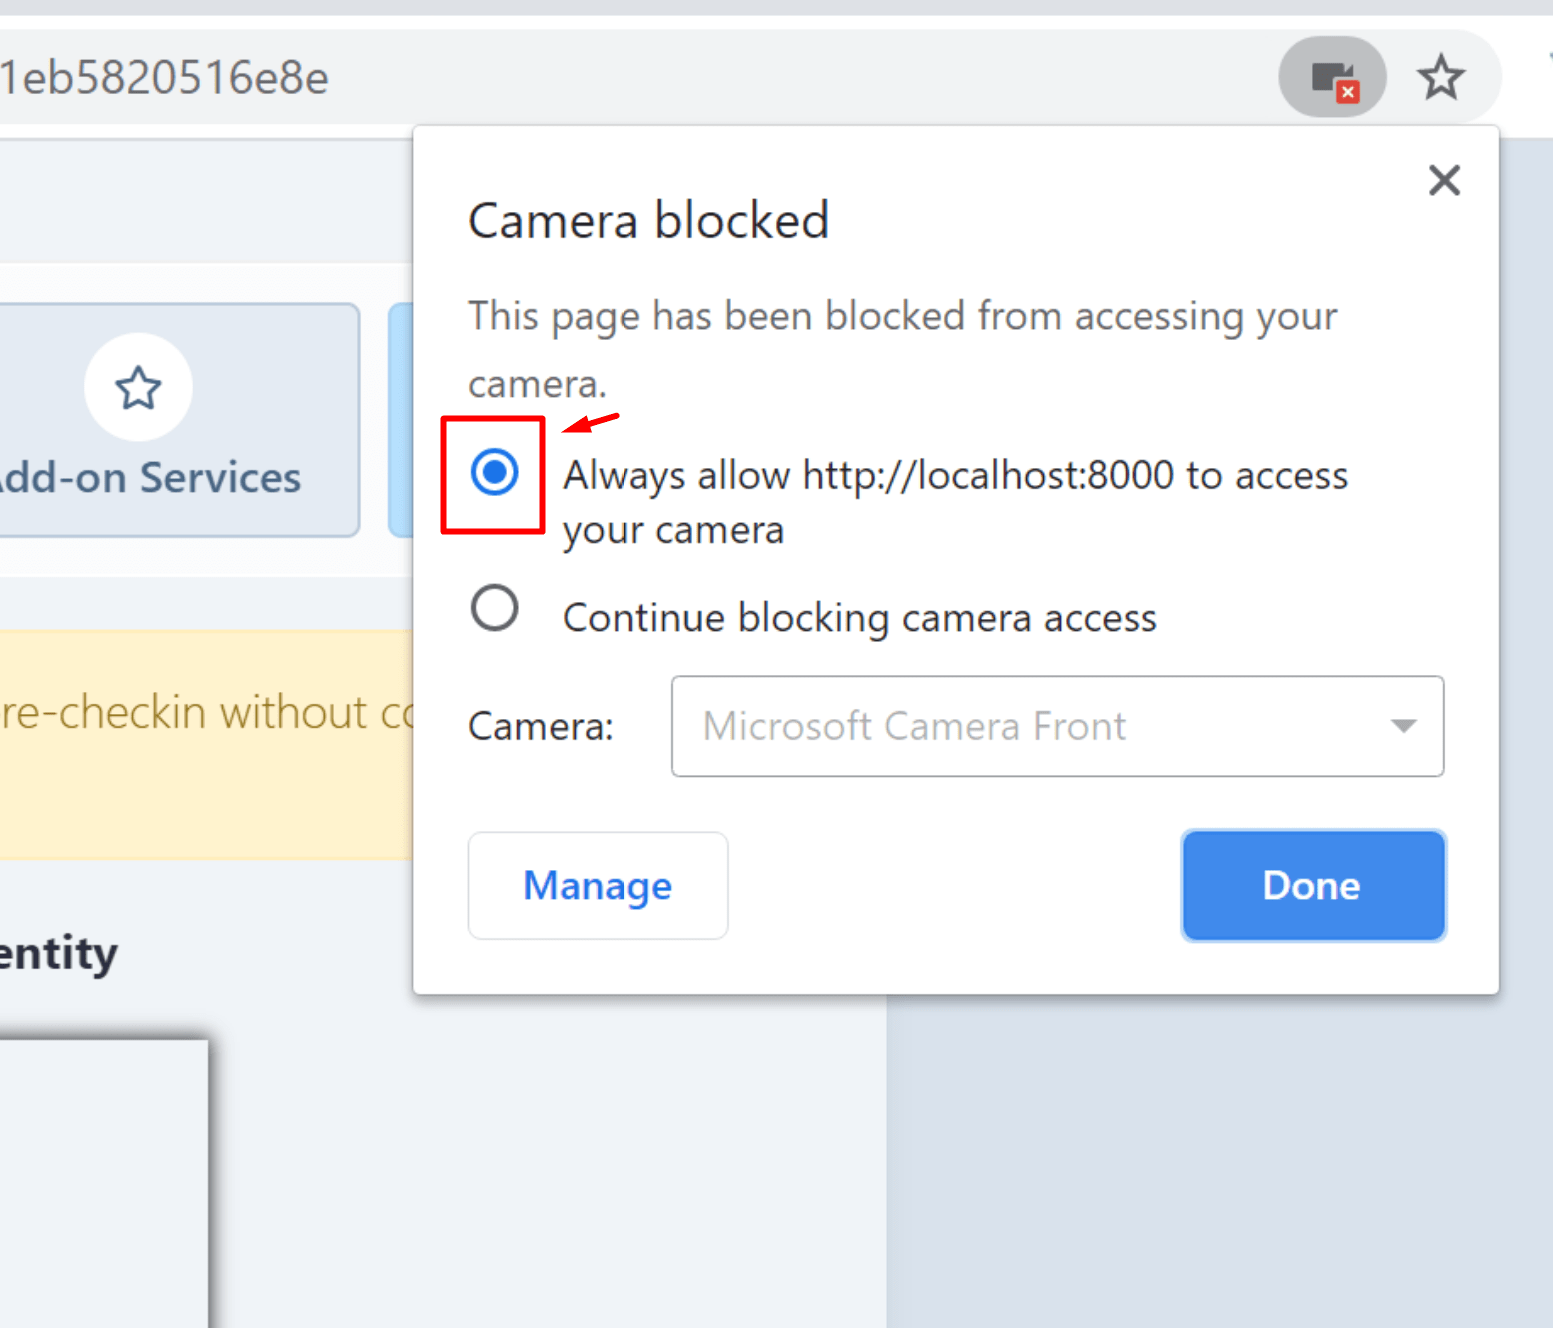 1eb5820516e8e
Camera blocked
This page has been blocked from accessing your
camera.
Always allow http://localhost:8000 to access
your camera
Continue blocking camera access
Camera: Microsoft Camera Front
Manage Done
dd-on Services
re-checkin without co
entity